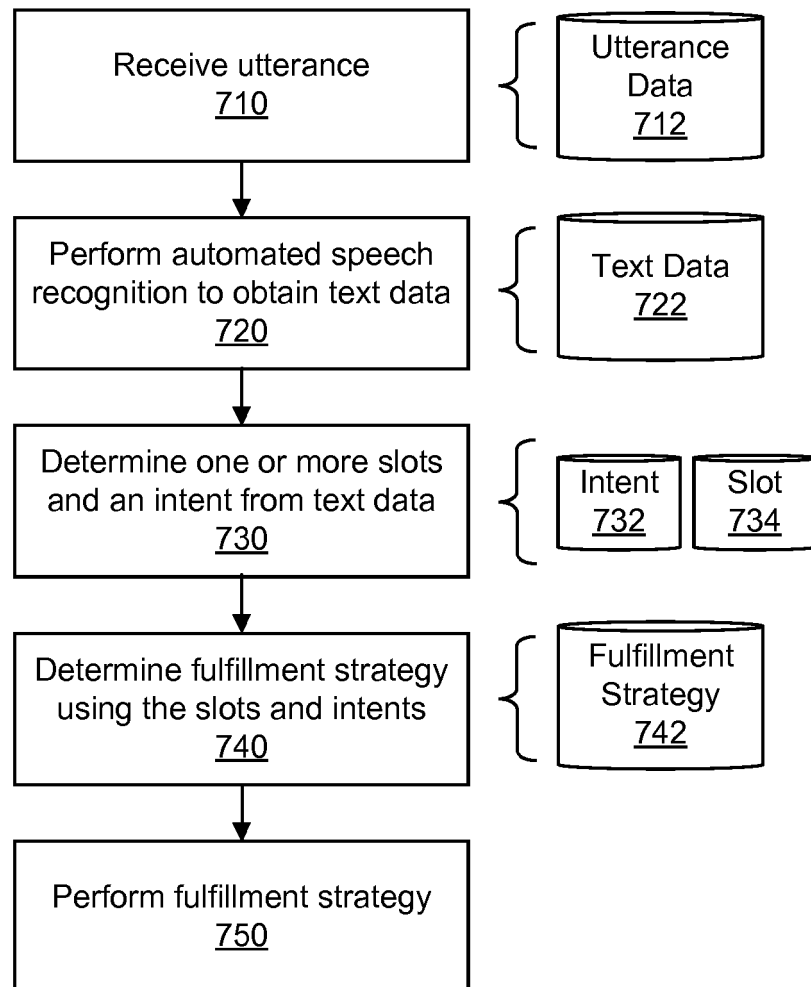 Receive utterance
710
Utterance
Data
712
Perform automated speech
recognition to obtain text data
720
Text Data
722
Determine one or more slots
and an intent from text data
730
Intent
732
Slot
734
Determine fulfillment strategy
using the slots and intents
740
Fulfillment
Strategy
742
Perform fulfillment strategy
750